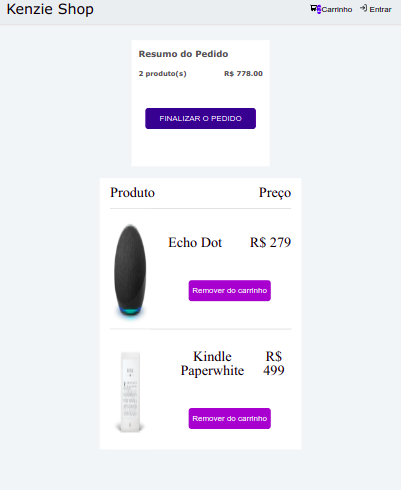 Kenzie Shop
Carrinho Entrar
Resumo do Pedido
2 produto(s) R$ 778.00
FINALIZAR O PEDIDO
Produto Preço
Echo Dot R$ 279
Remover do carrinho
Kindle R$
Paperwhite 499
Remover do carrinho